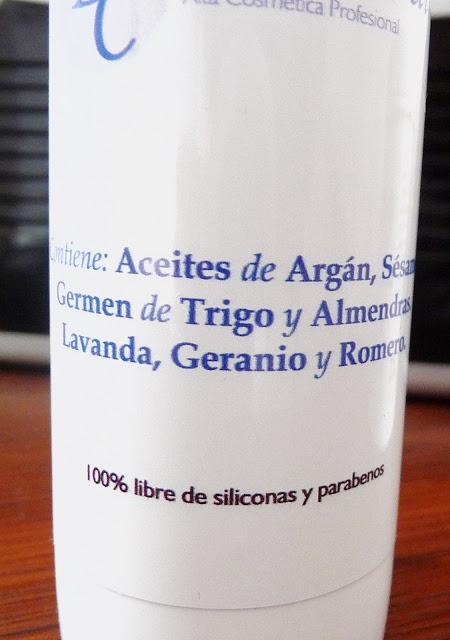 Alta Cosmética Profesional
Contiene: Aceites de Argán, Sésam
Germen de Trigo y Almendras
Lavanda, Geranio y Romero.
100% libre de siliconas y parabenos